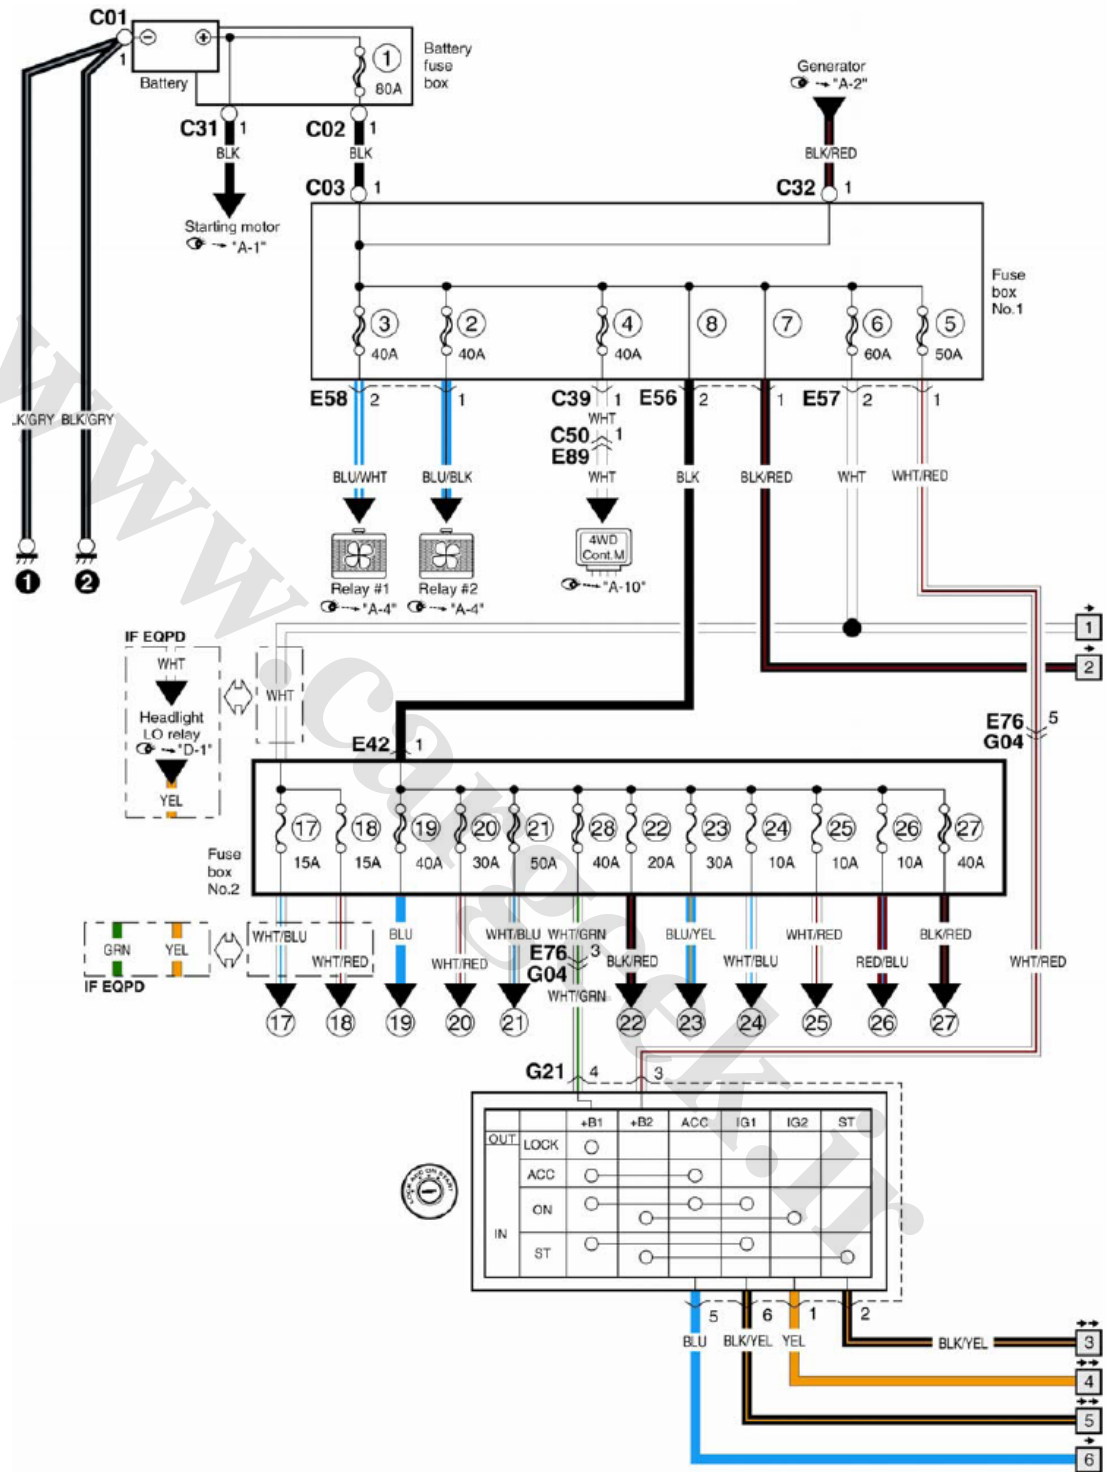 C01
1
Battery
1
80A
Battery
fuse
box
C31 1
BLK
C02 1
BLK
Generator
"A-2"
BLK/RED
Starting motor
"A-1"
C03 1
C32 1
Fuse
box
No.1
3 40A
2 40A
4 40A
8
7
6 60A
5 50A
E58 2 1
C39 1
WHT
C50 1
E89
E56 2 1
E57 2 1
.K/GRY BLK/GRY
BLU/WHT BLU/BLK WHT BLK BLK/RED WHT WHT/RED
4WD
Cont.M
"A-10"
Relay #1
"A-4"
Relay #2
"A-4"
1 2
1
2
IF EQPD
WHT
Headlight
LO relay
"D-1"
YEL
WHT
E42 1
E76 5
G04
Fuse
box
No.2
17 18 19 20 21 28 22 23 24 25 26 27
15A 15A 40A 30A 50A 40A 20A 30A 10A 10A 10A 40A
GRN YEL
IF EQPD
WHT/BLU BLU WHT/BLU WHT/GRN BLU/YEL WHT/RED BLK/RED
WHT/RED WHT/RED BLK/RED WHT/BLU RED/BLU WHT/RED
E76 3
G04
WHT/GRN
17 18 19 20 21 22 23 24 25 26 27
G21 4 3
+B1 +B2 ACC IG1 IG2 ST
OUT LOCK
ACC
ON
IN
ST
LOCK ACC ON START
5 6 1 2
BLU BLK/YEL YEL BLK/YEL
3
4
5
6
www.cargeek.ir